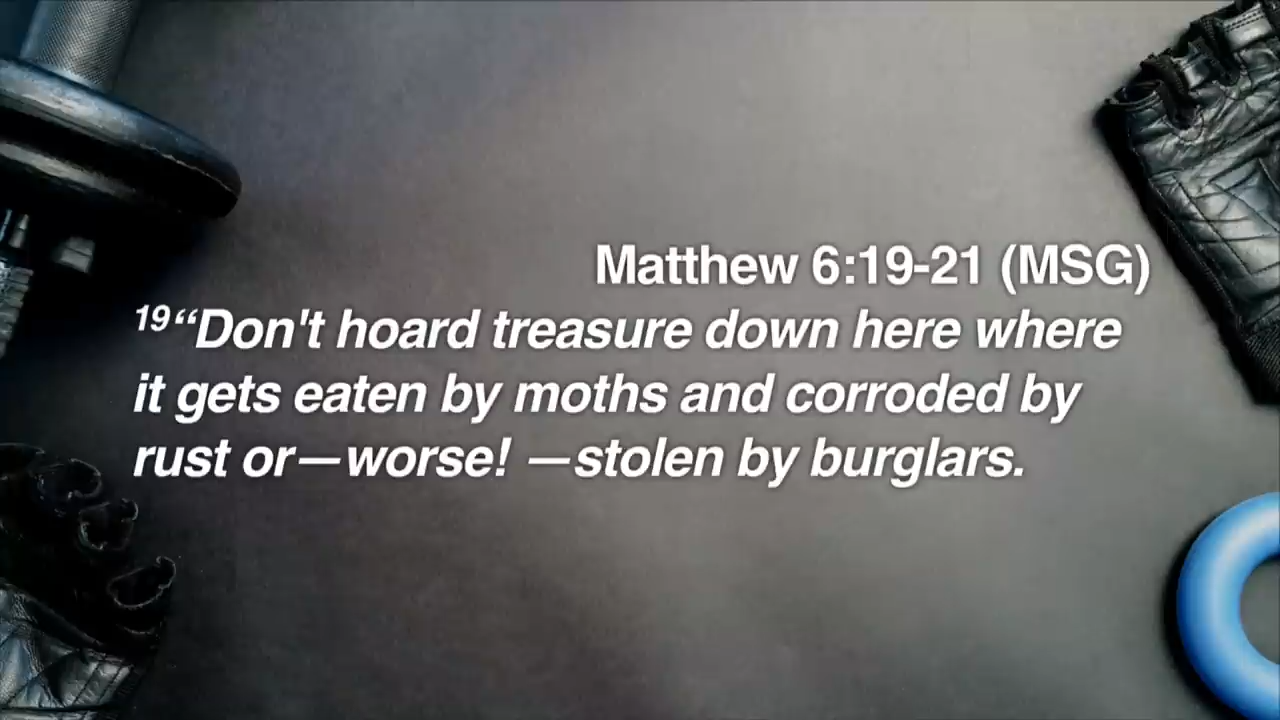 Matthew 6:19-21 (MSG)
19“Don't hoard treasure down here where
it gets eaten by moths and corroded by
rust or—worse! —stolen by burglars.